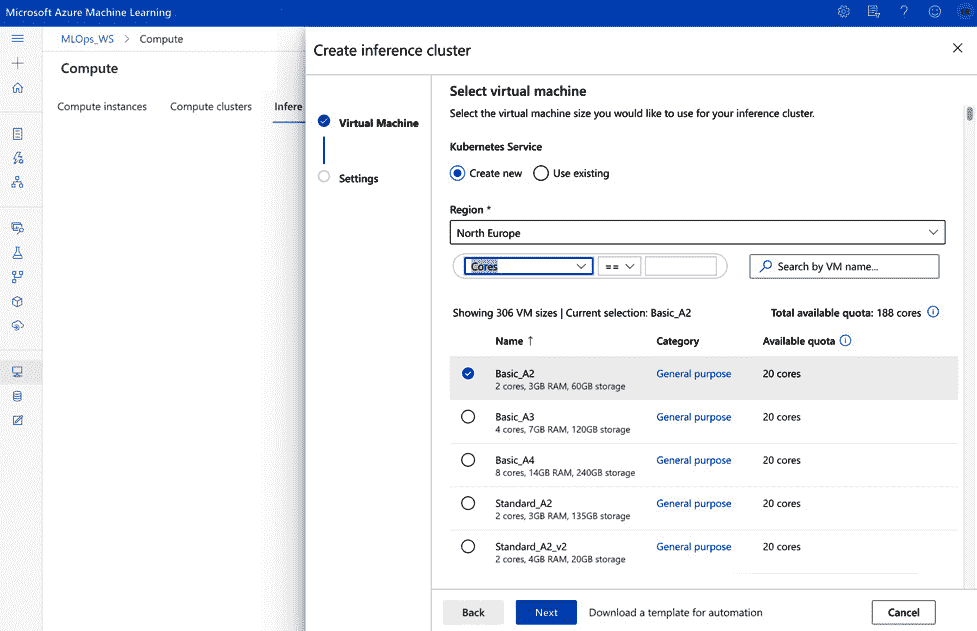 Microsoft Azure Machine Learning
MLOps_WS > Compute
Compute
Compute instances Compute clusters Infere
Create inference cluster
Virtual Machine
Settings
Select virtual machine
Select the virtual machine size you would like to use for your inference cluster.
Kubernetes Service
Create new Use existing
Region *
North Europe
Cores == Search by VM name...
Showing 306 VM sizes | Current selection: Basic_A2 Total available quota: 188 cores
Name ↑ Category Available quota
Basic_A2 General purpose 20 cores
2 cores, 3GB RAM, 60GB storage
Basic_A3 General purpose 20 cores
4 cores, 7GB RAM, 120GB storage
Basic_A4 General purpose 20 cores
8 cores, 14GB RAM, 240GB storage
Standard_A2 General purpose 20 cores
2 cores, 3GB RAM, 135GB storage
Standard_A2_v2 General purpose 20 cores
2 cores, 4GB RAM, 20GB storage
Back Next Download a template for automation Cancel